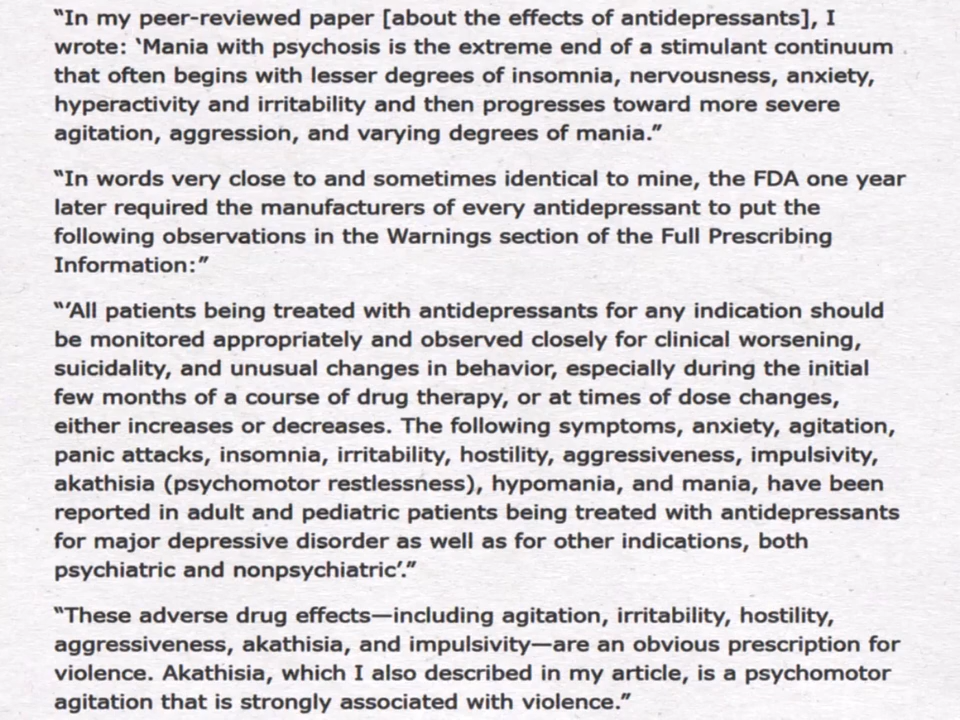 “In my peer-reviewed paper [about the effects of antidepressants], I
wrote: ‘Mania with psychosis is the extreme end of a stimulant continuum
that often begins with lesser degrees of insomnia, nervousness, anxiety,
hyperactivity and irritability and then progresses toward more severe
agitation, aggression, and varying degrees of mania.”
“In words very close to and sometimes identical to mine, the FDA one year
later required the manufacturers of every antidepressant to put the
following observations in the Warnings section of the Full Prescribing
Information:”
“‘All patients being treated with antidepressants for any indication should
be monitored appropriately and observed closely for clinical worsening,
suicidality, and unusual changes in behavior, especially during the initial
few months of a course of drug therapy, or at times of dose changes,
either increases or decreases. The following symptoms, anxiety, agitation,
panic attacks, insomnia, irritability, hostility, aggressiveness, impulsivity,
akathisia (psychomotor restlessness), hypomania, and mania, have been
reported in adult and pediatric patients being treated with antidepressants
for major depressive disorder as well as for other indications, both
psychiatric and nonpsychiatric’.”
“These adverse drug effects—including agitation, irritability, hostility,
aggressiveness, akathisia, and impulsivity—are an obvious prescription for
violence. Akathisia, which I also described in my article, is a psychomotor
agitation that is strongly associated with violence.”